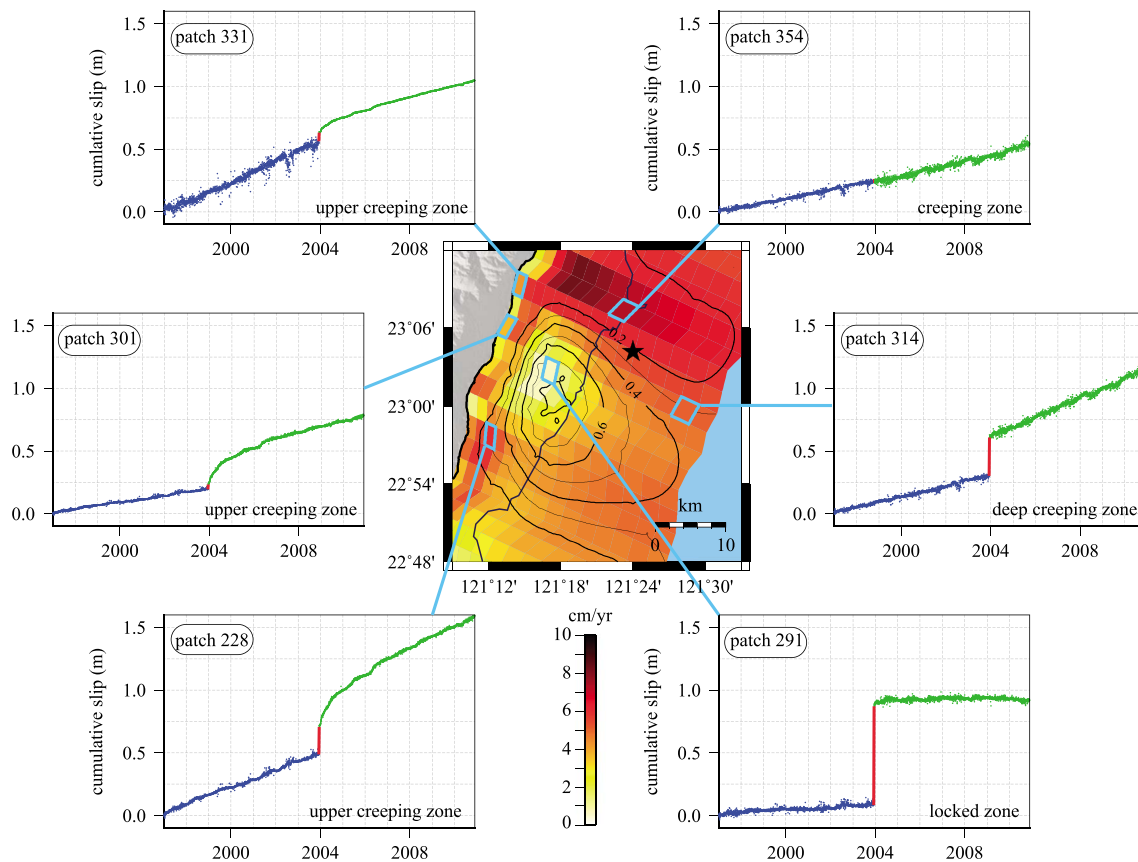 patch 331
cumulative slip (m)
1.5
1.0
0.5
0.0
upper creeping zone
2000 2004 2008
patch 354
cumulative slip (m)
1.5
1.0
0.5
0.0
creeping zone
2000 2004 2008
patch 301
1.5
1.0
0.5
0.0
upper creeping zone
2000 2004 2008
23°06'
23°00'
22°54'
22°48'
0.2
0.4
0.6
km
0 10
121°12' 121°18' 121°24' 121°30'
patch 314
1.5
1.0
0.5
0.0
deep creeping zone
2000 2004 2008
patch 228
cumulative slip (m)
1.5
1.0
0.5
0.0
upper creeping zone
2000 2004 2008
cm/yr
10
8
6
4
2
0
patch 291
cumulative slip (m)
1.5
1.0
0.5
0.0
locked zone
2000 2004 2008